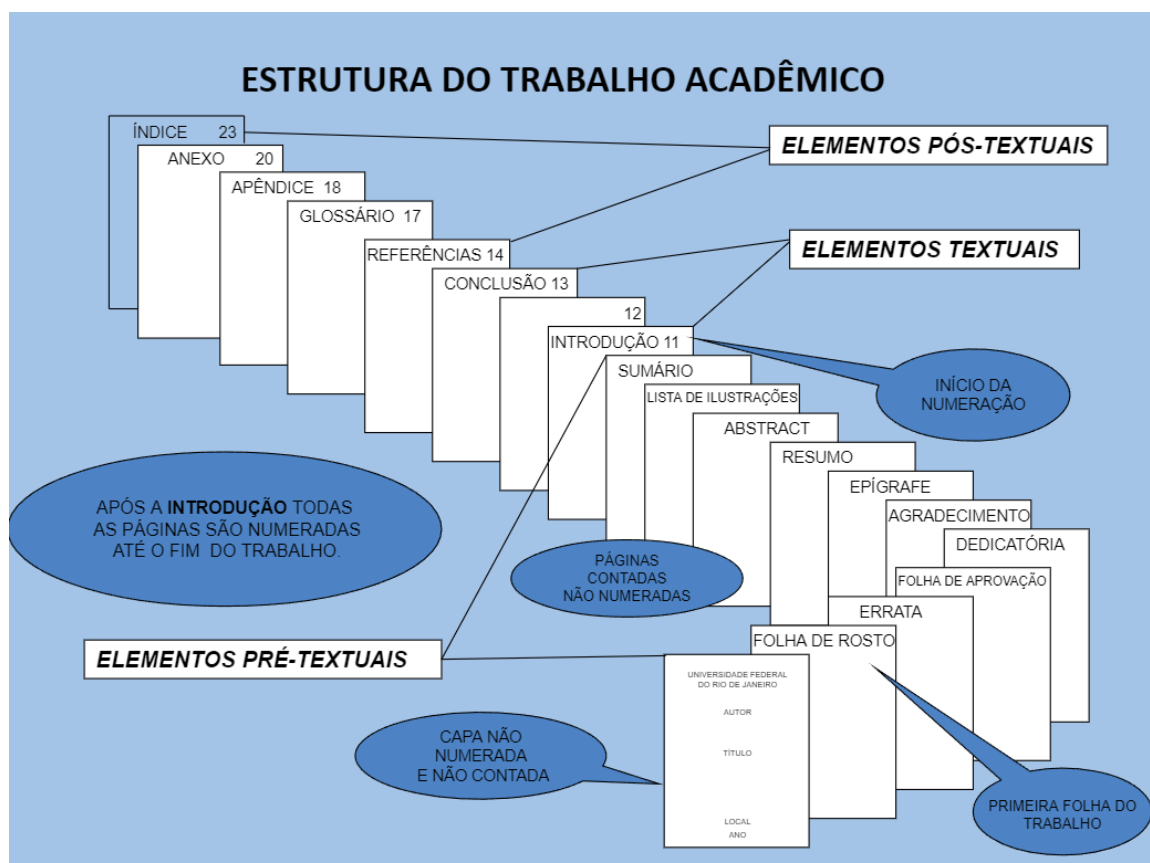 ESTRUTURA DO TRABALHO ACADÊMICO
ÍNDICE 23
ANEXO 20
APÊNDICE 18
GLOSSÁRIO 17
REFERÊNCIAS 14
CONCLUSÃO 13
12
INTRODUÇÃO 11
SUMÁRIO
LISTA DE ILUSTRAÇÕES
ABSTRACT
RESUMO
EPÍGRAFE
AGRADECIMENTO
DEDICATÓRIA
FOLHA DE APROVAÇÃO
ERRATA
FOLHA DE ROSTO
UNIVERSIDADE FEDERAL
DO RIO DE JANEIRO
AUTOR
TÍTULO
LOCAL
ANO
ELEMENTOS PÓS-TEXTUAIS
ELEMENTOS TEXTUAIS
INÍCIO DA
NUMERAÇÃO
APÓS A INTRODUÇÃO TODAS
AS PÁGINAS SÃO NUMERADAS
ATÉ O FIM DO TRABALHO.
PÁGINAS
CONTADAS
NÃO NUMERADAS
ELEMENTOS PRÉ-TEXTUAIS
CAPA NÃO
NUMERADA
E NÃO CONTADA
PRIMEIRA FOLHA DO
TRABALHO